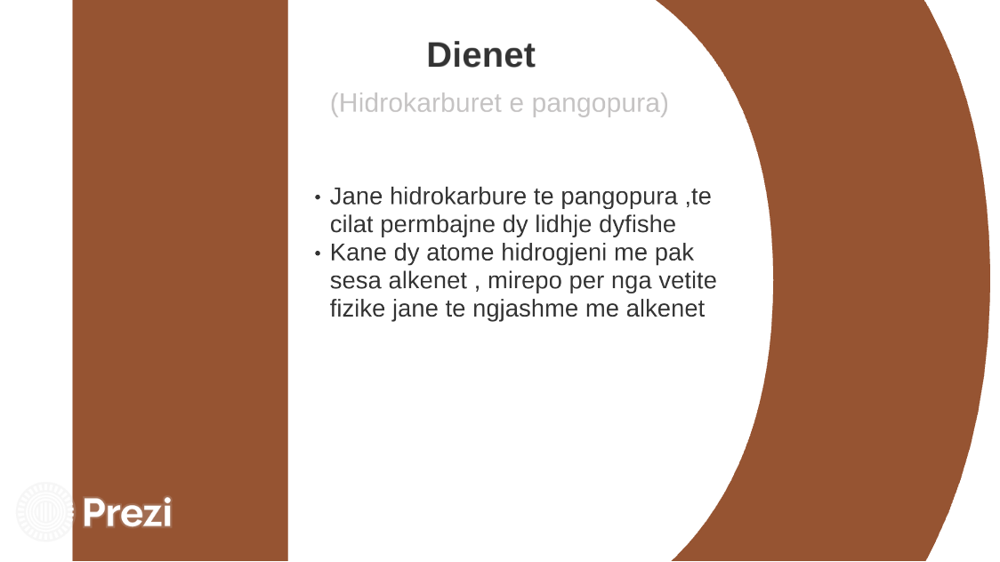 Dienet
(Hidrokarburet e pangopura)
• Jane hidrokarbure te pangopura ,te
cilat permbajne dy lidhje dyfishe
• Kane dy atome hidrogjeni me pak
sesa alkenet , mirepo per nga vetite
fizike jane te ngjashme me alkenet
Prezi